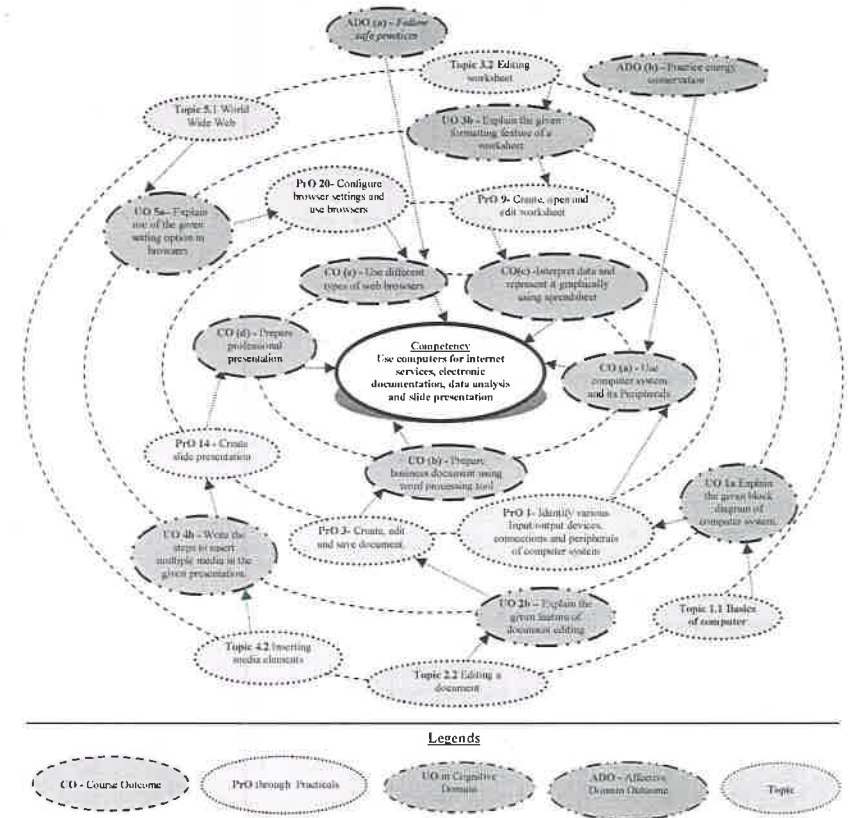 ADO (a) - Follow
safe practices
Topic 3.2 Editing
worksheet
ADO (b) - Practice energy
conservation
Topic 5.1 World
Wide Web
UO 3b - Explain the given
formatting feature of a
worksheet
PrO 20- Configure
browser settings and
use browsers
PrO 9- Create, open and
edit worksheet
UO 5a- Explain
use of the given
setting option in
browsers
CO (e) - Use different
types of web browsers
CO(c) -Interpret data and
represent it graphically
using spreadsheet
CO (d) - Prepare
professional
presentation
Competency
Use computers for internet
services, electronic
documentation, data analysis
and slide presentation
CO (a) - Use
computer system
and its Peripherals
PrO 14 - Create
slide presentation
CO (b) - Prepare
business document using
word processing tool
UO 1a Explain
the given block
diagram of
computer system.
PrO 1- Identify various
Input/output devices,
connections and peripherals
of computer system
PrO 3- Create, edit
and save document.
UO 4b - Write the
steps to insert
multiple media in the
given presentation.
UO 2b - Explain the
given feature of
document editing
Topic 1.1 Basics
of computer
Topic 4.2 Inserting
media elements
Topic 2.2 Editing a
document
Legends
CO - Course Outcome
PrO through Practicals
UO in Cognitive
Domain
ADO - Affective
Domain Outcome
Topic